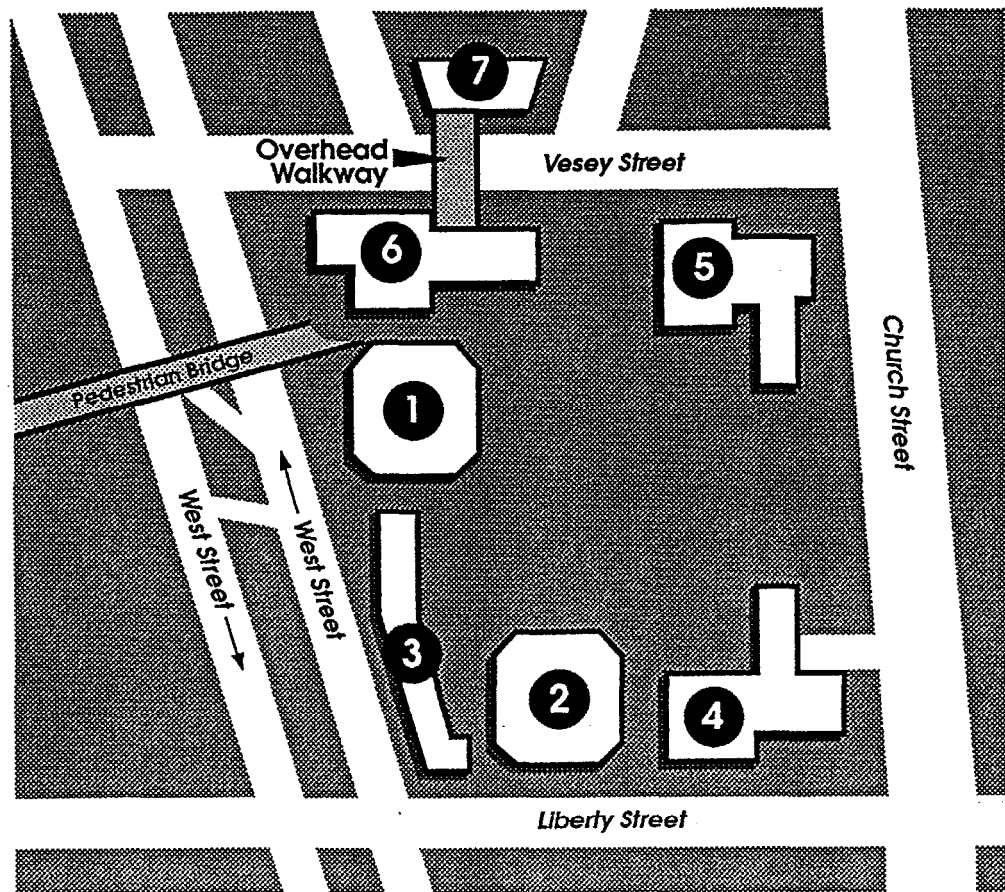 7
Overhead
Walkway
Vesey Street
6
5
Pedestrian Bridge
1
Church Street
West Street
West Street
3
2
4
Liberty Street